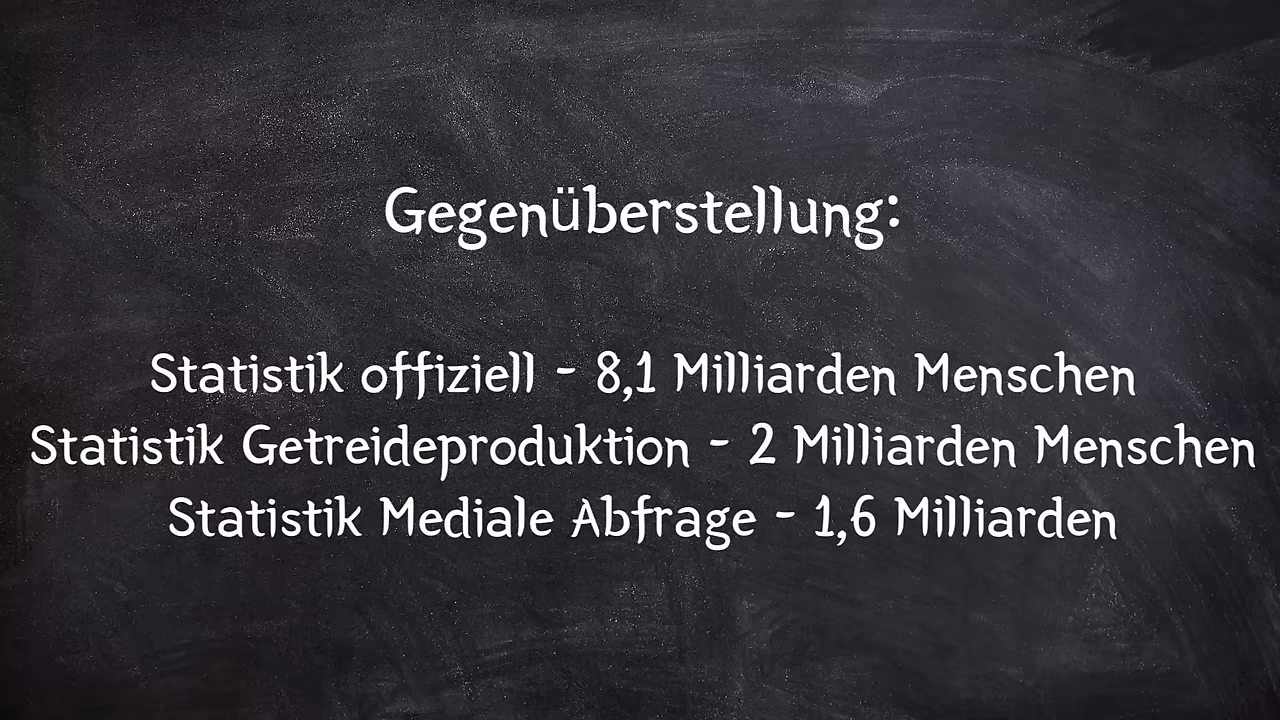 Gegenüberstellung:
Statistik offiziell - 8,1 Milliarden Menschen
Statistik Getreideproduktion - 2 Milliarden Menschen
Statistik Mediale Abfrage - 1,6 Milliarden